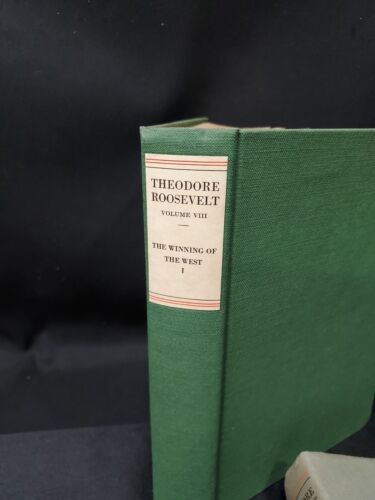 THEODORE
ROOSEVELT
VOLUME VIII
THE WINNING OF
THE WEST
I